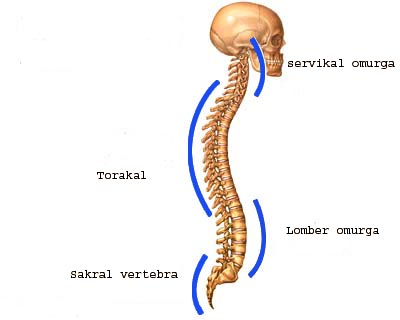 servikal omurga
Torakal
Lomber omurga
Sakral vertebra